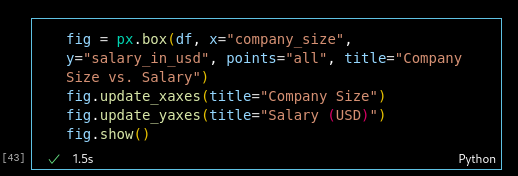 fig = px.box(df, x="company_size",
y="salary_in_usd", points="all", title="Company
Size vs. Salary")
fig.update_xaxes(title="Company Size")
fig.update_yaxes(title="Salary (USD)")
fig.show()
[43] ✓ 1.5s Python